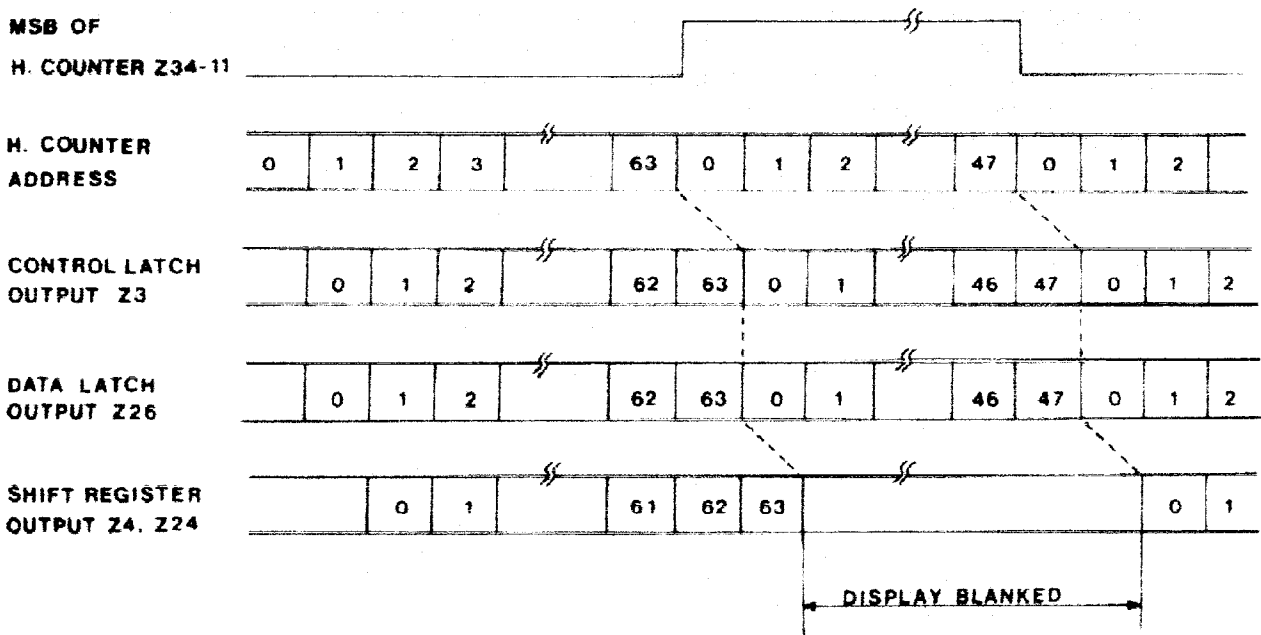 MSB OF
H. COUNTER Z34-11
H. COUNTER
ADDRESS
0 1 2 3 63 0 1 2 47 0 1 2
CONTROL LATCH
OUTPUT Z3
0 1 2 62 63 0 1 46 47 0 1 2
DATA LATCH
OUTPUT Z26
0 1 2 62 63 0 1 46 47 0 1 2
SHIFT REGISTER
OUTPUT Z4, Z24
0 1 61 62 63 0 1
DISPLAY BLANKED